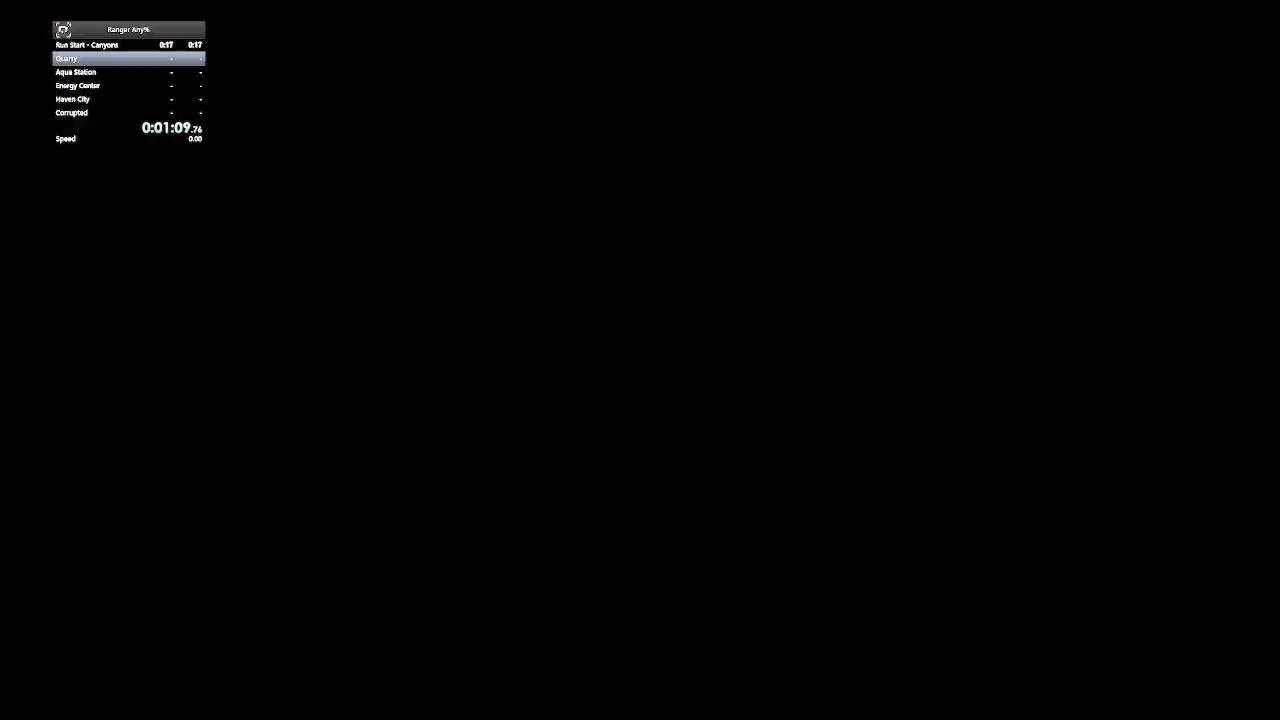 Ranger Any%
Run Start - Canyons 0:17 0:17
Quarry - -
Aqua Station - -
Energy Center - -
Haven City - -
Corrupted - -
0:01:09.76
Speed 0.00